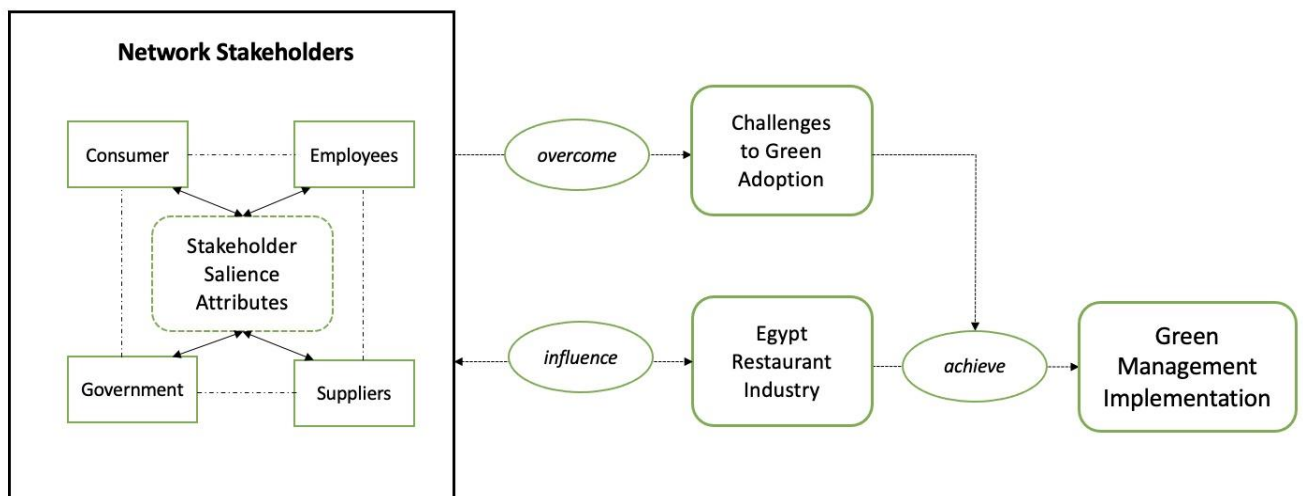 Network Stakeholders
Consumer
Employees
Stakeholder
Salience
Attributes
Government
Suppliers
overcome
Challenges
to Green
Adoption
influence
Egypt
Restaurant
Industry
achieve
Green
Management
Implementation